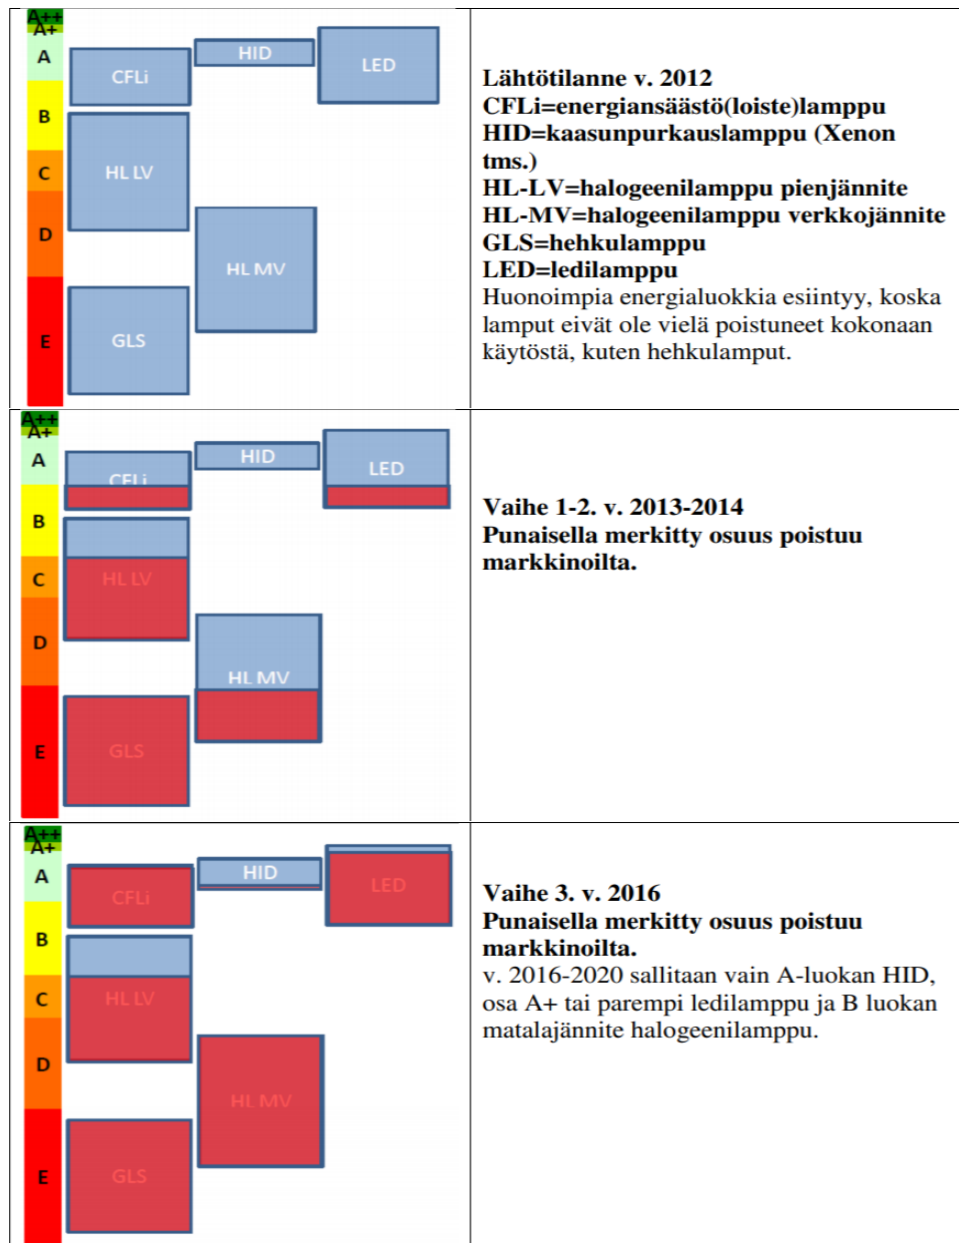 A++
A+
A
B
C
D
E
CFLi
HID
LED
HL LV
HL MV
GLS
Lähtötilanne v. 2012
CFLi=energiansäästö(loiste)lamppu
HID=kaasunpurkauslamppu (Xenon
tms.)
HL-LV=halogeenilamppu pienjännite
HL-MV=halogeenilamppu verkkojännite
GLS=hehkulamppu
LED=ledilamppu
Huonoimpia energialuokkia esiintyy, koska
lamput eivät ole vielä poistuneet kokonaan
käytöstä, kuten hehkulamput.
A++
A+
A
B
C
D
E
CFLi
HID
LED
HL LV
HL MV
GLS
Vaihe 1-2. v. 2013-2014
Punaisella merkitty osuus poistuu
markkinoilta.
A++
A+
A
B
C
D
E
CFLi
HID
LED
HL LV
HL MV
GLS
Vaihe 3. v. 2016
Punaisella merkitty osuus poistuu
markkinoilta.
v. 2016-2020 sallitaan vain A-luokan HID,
osa A+ tai parempi ledilamppu ja B luokan
matalajännite halogeenilamppu.